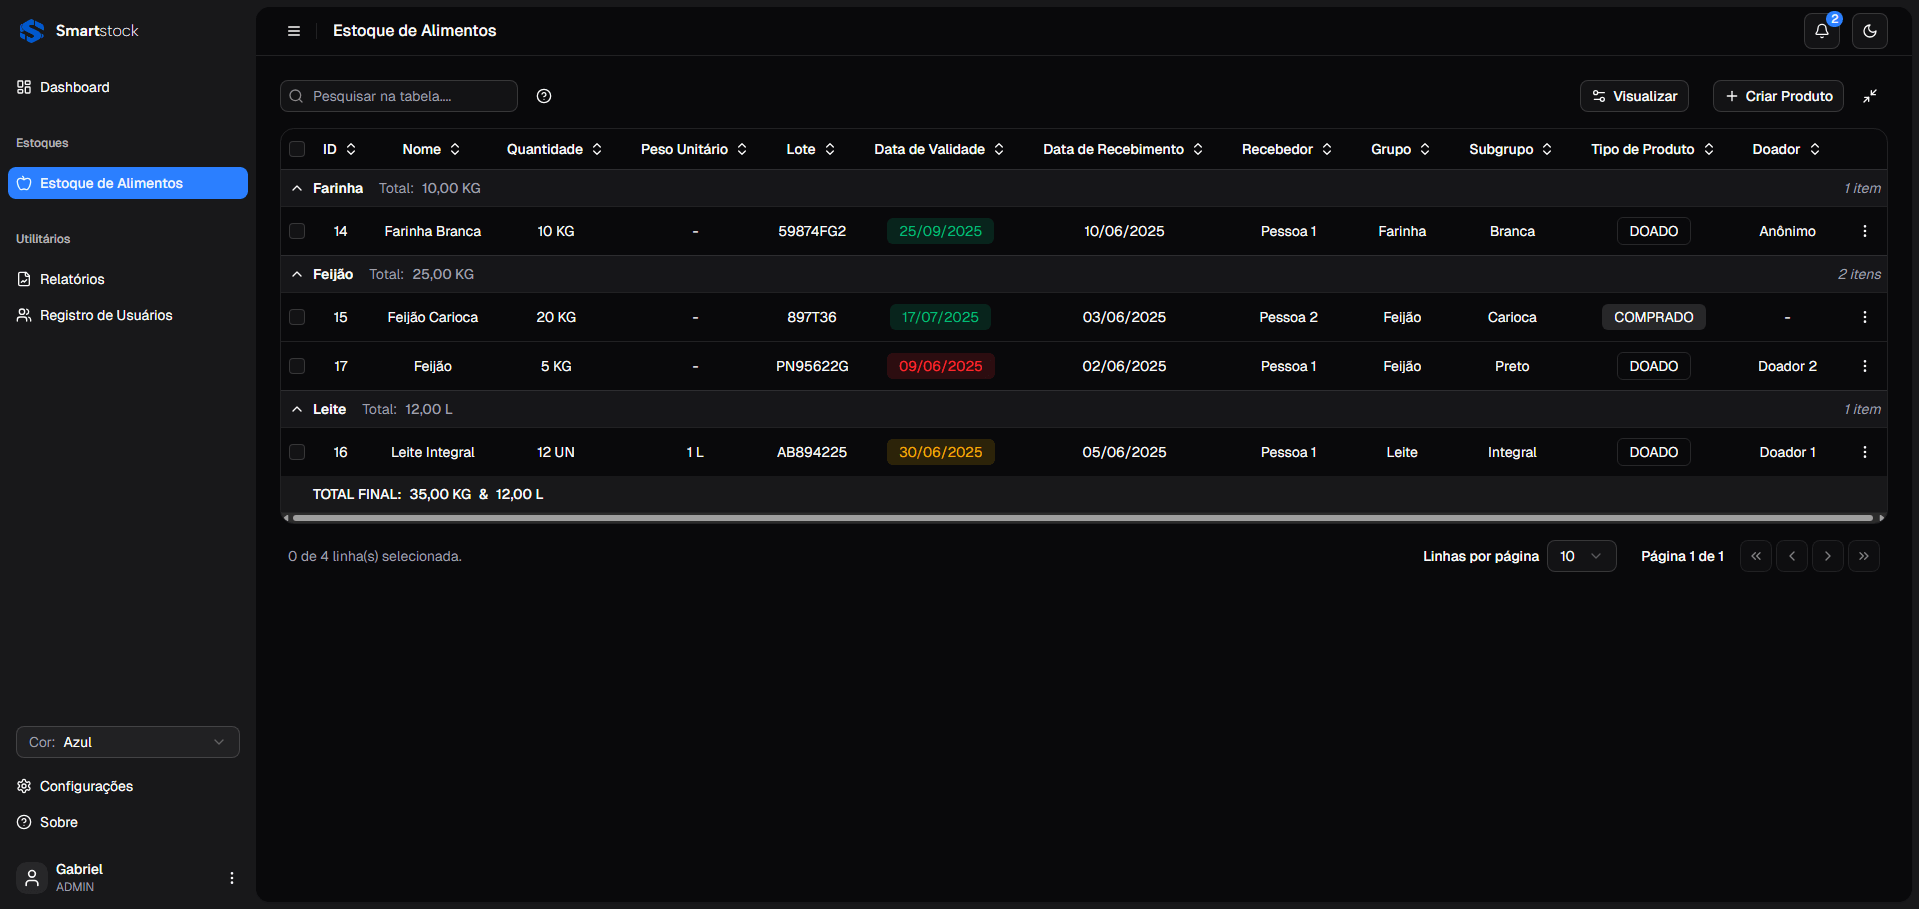 Smartstock
Estoque de Alimentos
2
Dashboard
Estoques
Estoque de Alimentos
Utilitários
Relatórios
Registro de Usuários
Cor: Azul
Configurações
Sobre
Gabriel
ADMIN
Pesquisar na tabela....
Visualizar
+ Criar Produto
ID Nome Quantidade Peso Unitário Lote Data de Validade Data de Recebimento Recebedor Grupo Subgrupo Tipo de Produto Doador
Farinha Total: 10,00 KG 1 item
14 Farinha Branca 10 KG - 59874FG2 25/09/2025 10/06/2025 Pessoa 1 Farinha Branca DOADO Anônimo
Feijão Total: 25,00 KG 2 itens
15 Feijão Carioca 20 KG - 897T36 17/07/2025 03/06/2025 Pessoa 2 Feijão Carioca COMPRADO -
17 Feijão 5 KG - PN95622G 09/06/2025 02/06/2025 Pessoa 1 Feijão Preto DOADO Doador 2
Leite Total: 12,00 L 1 item
16 Leite Integral 12 UN 1 L AB894225 30/06/2025 05/06/2025 Pessoa 1 Leite Integral DOADO Doador 1
TOTAL FINAL: 35,00 KG & 12,00 L
0 de 4 linha(s) selecionada.
Linhas por página 10 Página 1 de 1